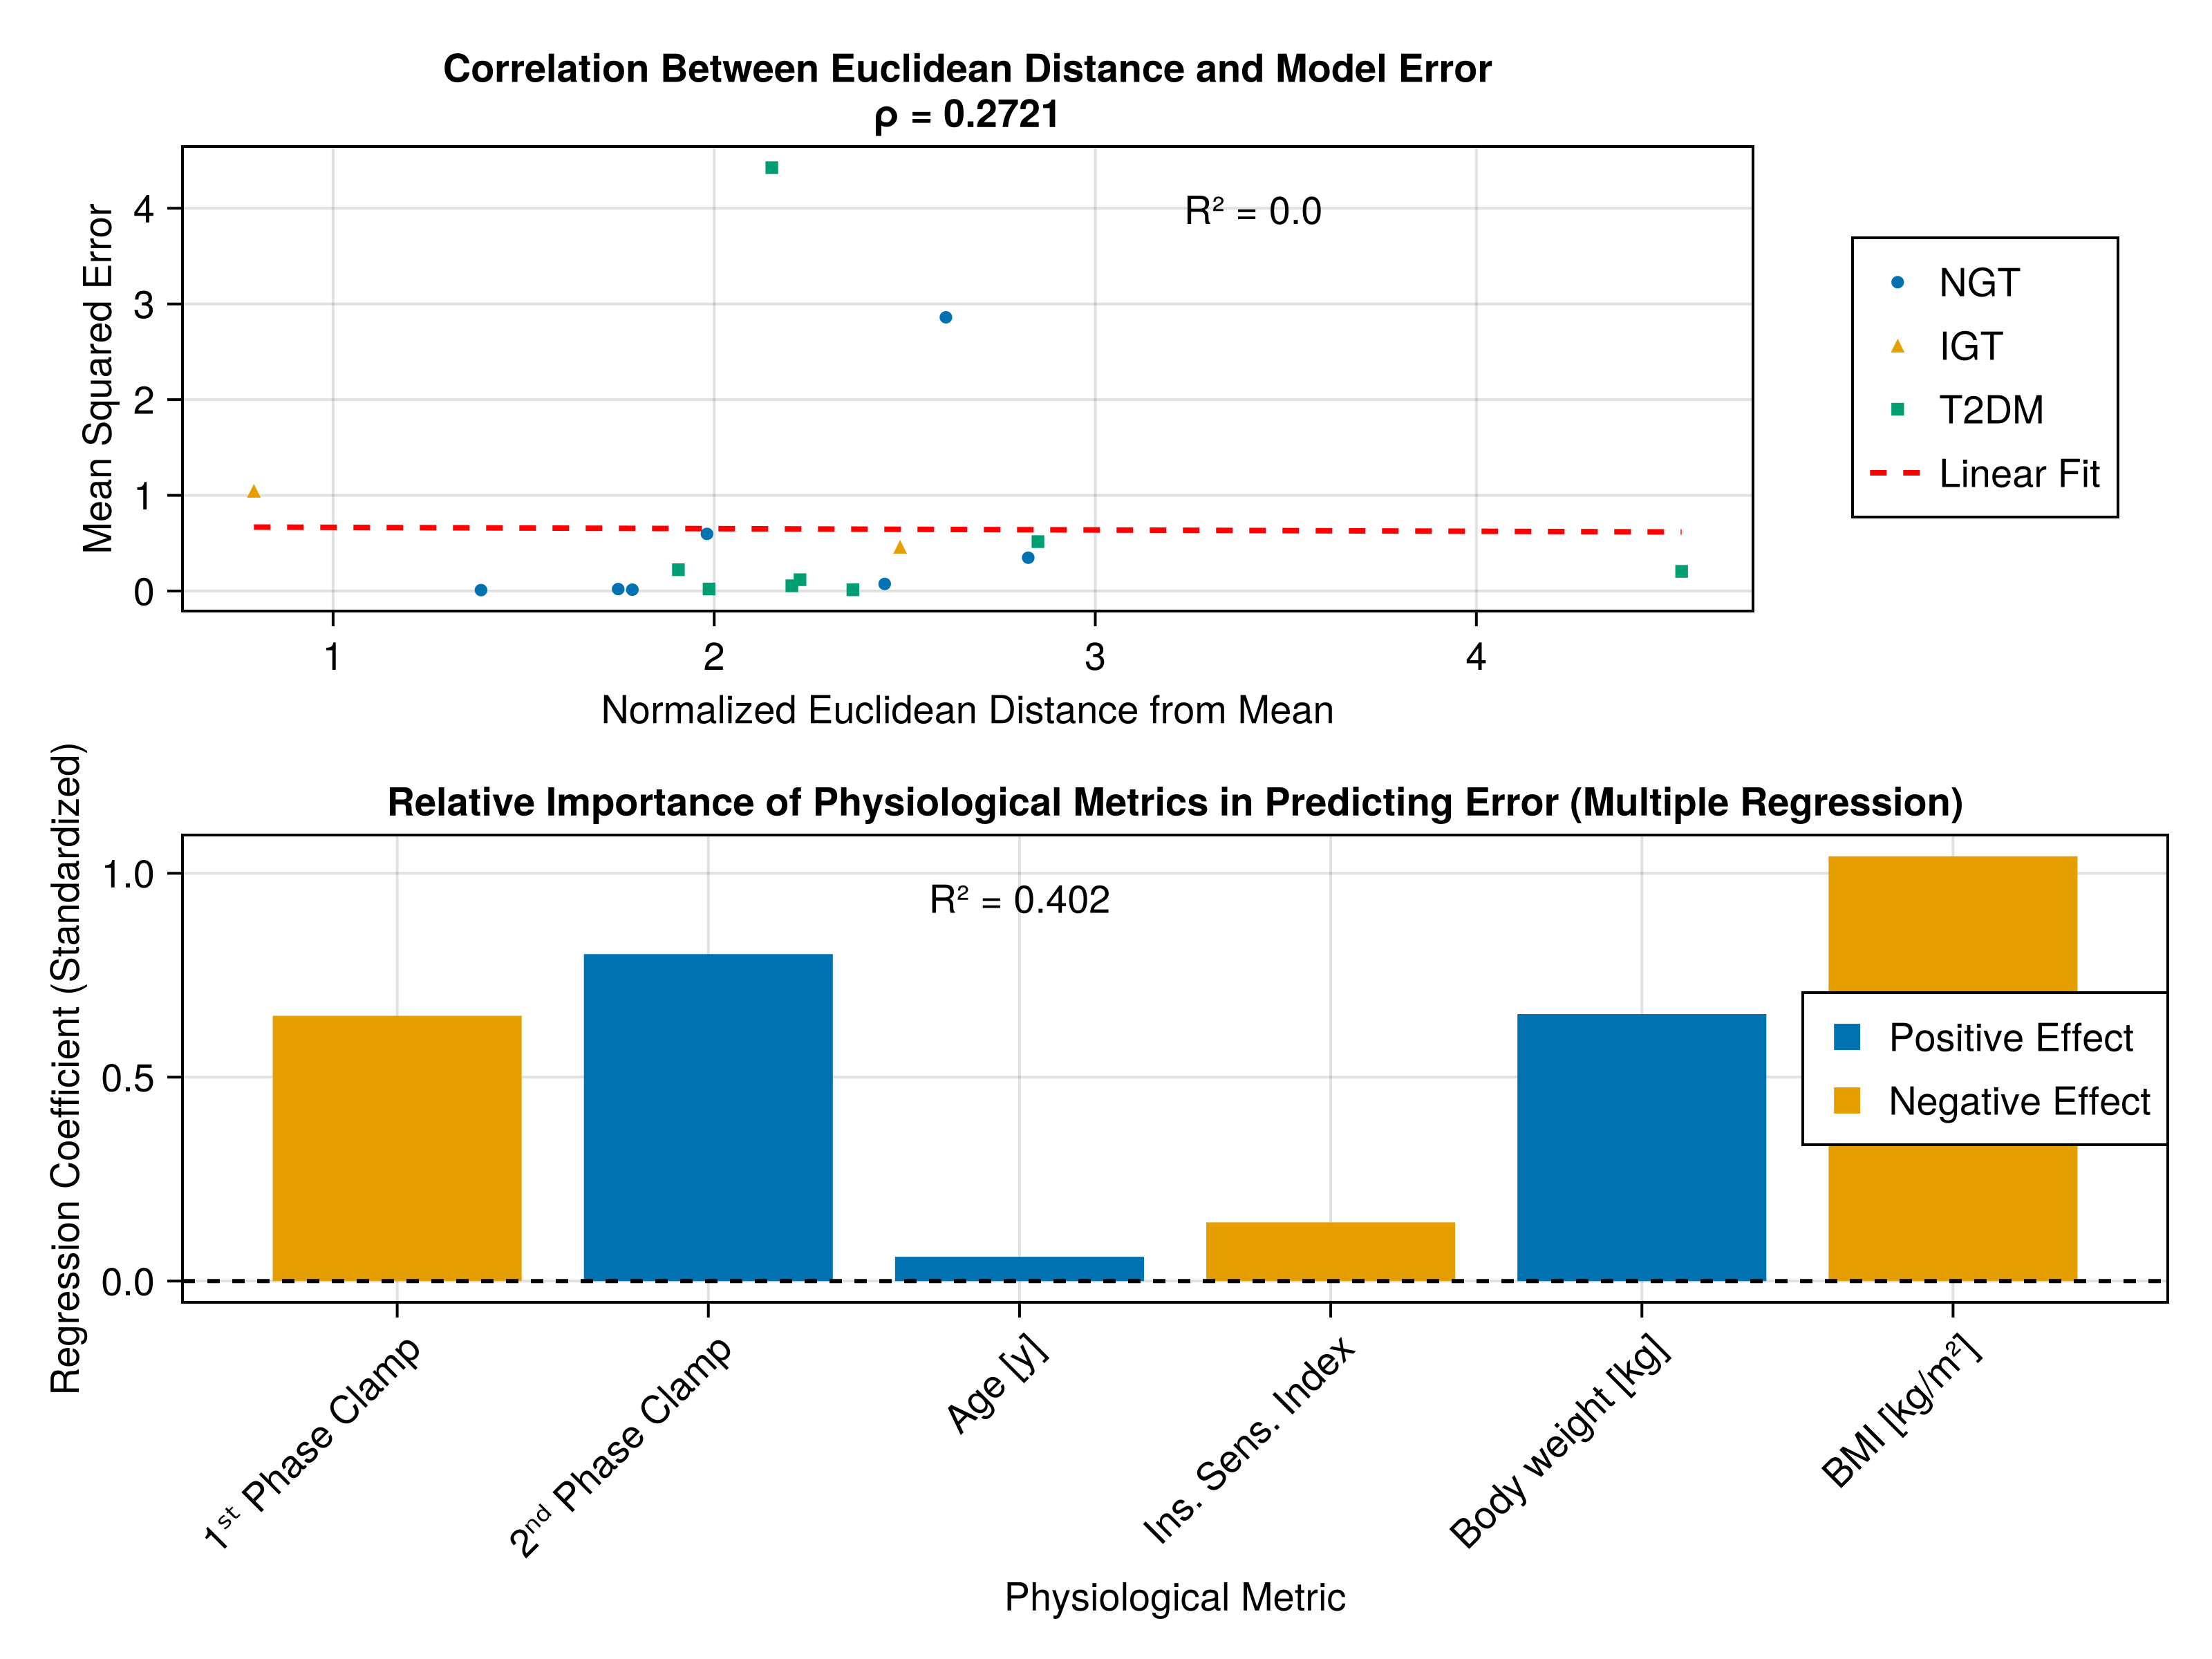 Correlation Between Euclidean Distance and Model Error
ρ = 0.2721
R² = 0.0
Mean Squared Error
4
3
2
1
0
1
2
3
4
Normalized Euclidean Distance from Mean
NGT
IGT
T2DM
Linear Fit
Relative Importance of Physiological Metrics in Predicting Error (Multiple Regression)
R² = 0.402
Regression Coefficient (Standardized)
1.0
0.5
0.0
Positive Effect
Negative Effect
1ˢᵗ Phase Clamp
2ⁿᵈ Phase Clamp
Age [y]
Ins. Sens. Index
Body weight [kg]
BMI [kg/m²]
Physiological Metric